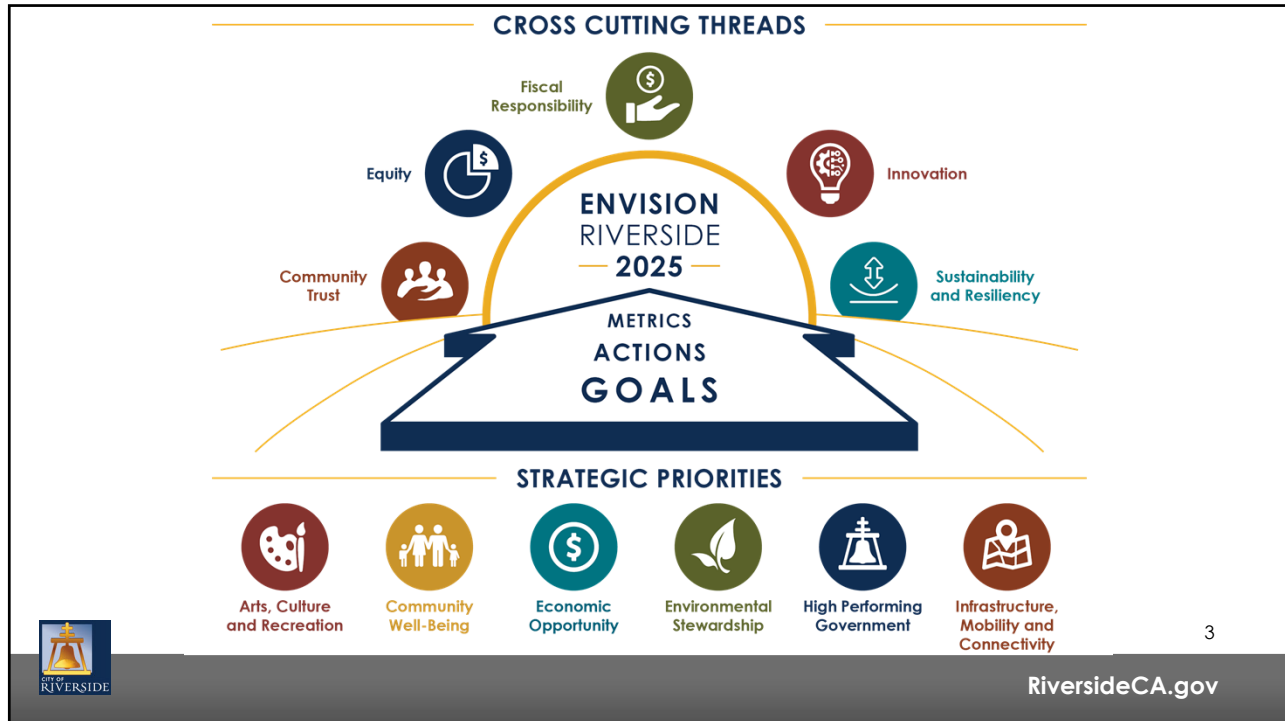 CROSS CUTTING THREADS
Fiscal
Responsibility
Equity
Innovation
Community
Trust
Sustainability
and Resiliency
ENVISION
RIVERSIDE
2025
METRICS
ACTIONS
GOALS
STRATEGIC PRIORITIES
Arts, Culture
and Recreation
Community
Well-Being
Economic
Opportunity
Environmental
Stewardship
High Performing
Government
Infrastructure,
Mobility and
Connectivity
3
CITY OF
RIVERSIDE
RiversideCA.gov